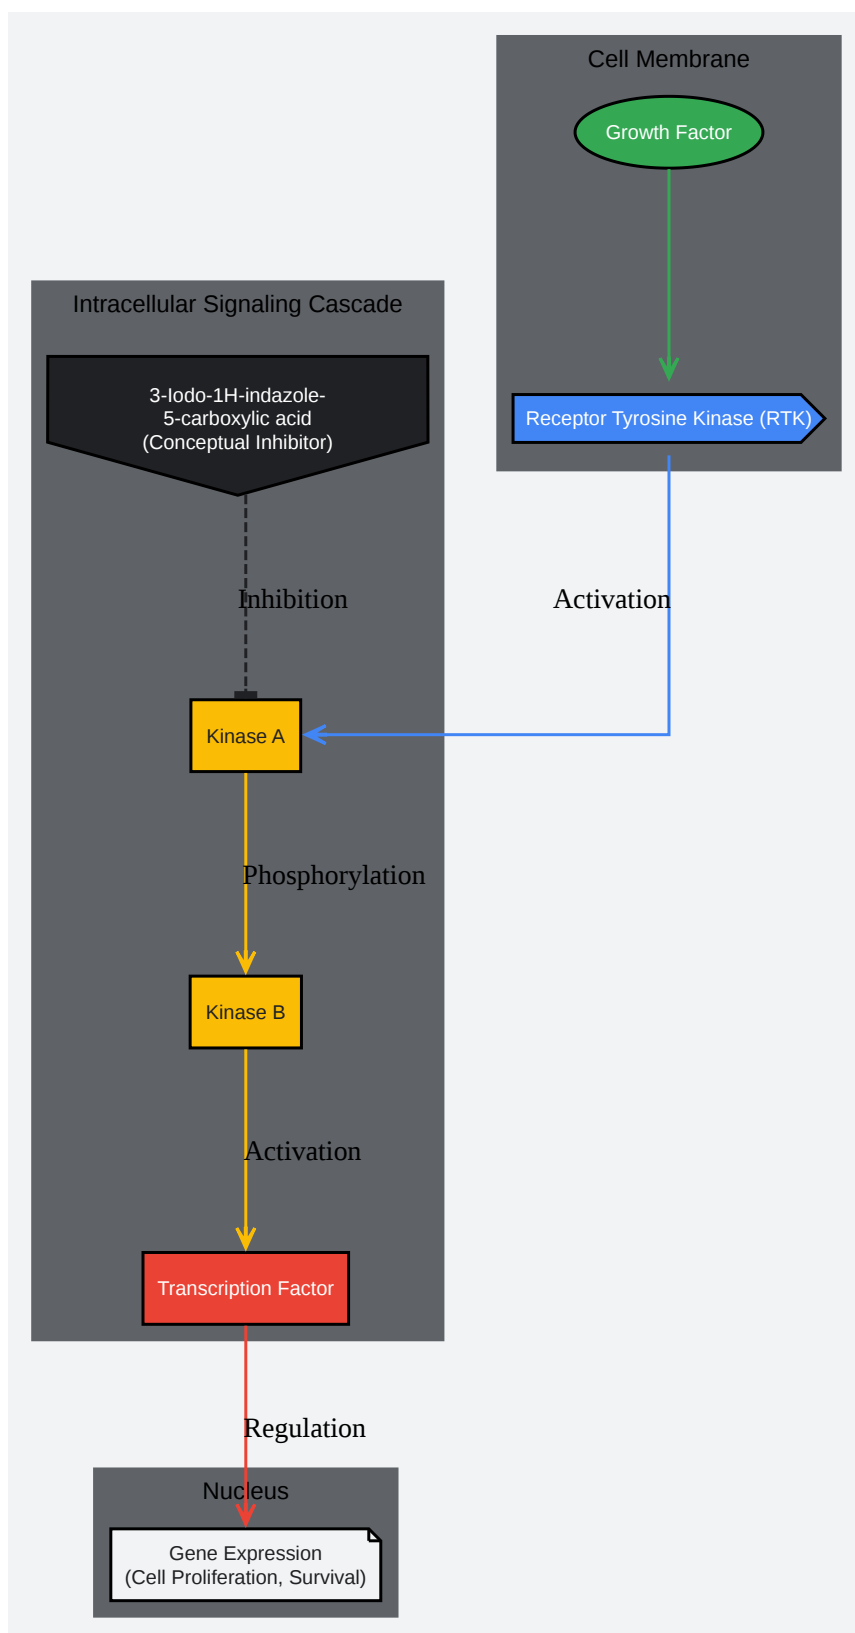 Cell Membrane
Growth Factor
Receptor Tyrosine Kinase (RTK)
Intracellular Signaling Cascade
3-Iodo-1H-indazole-
5-carboxylic acid
(Conceptual Inhibitor)
Inhibition
Activation
Kinase A
Phosphorylation
Kinase B
Activation
Transcription Factor
Regulation
Nucleus
Gene Expression
(Cell Proliferation, Survival)